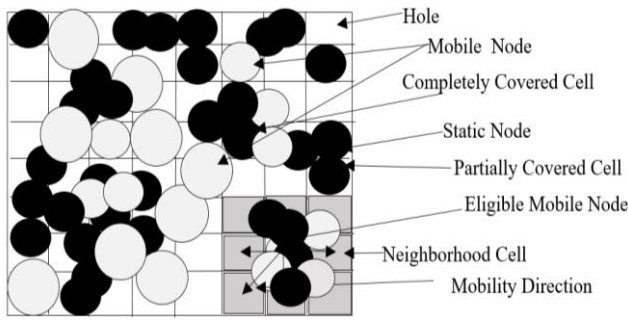 Hole
Mobile Node
Completely Covered Cell
Static Node
Partially Covered Cell
Eligible Mobile Node
Neighborhood Cell
Mobility Direction